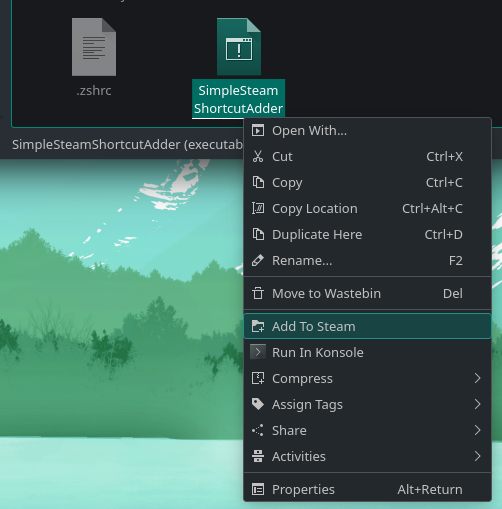 .zshrc
SimpleSteam
ShortcutAdder
SimpleSteamShortcutAdder (executab
Open With...
Cut Ctrl+X
Copy Ctrl+C
Copy Location Ctrl+Alt+C
Duplicate Here Ctrl+D
Rename... F2
Move to Wastebin Del
Add To Steam
Run In Konsole
Compress
Assign Tags
Share
Activities
Properties Alt+Return